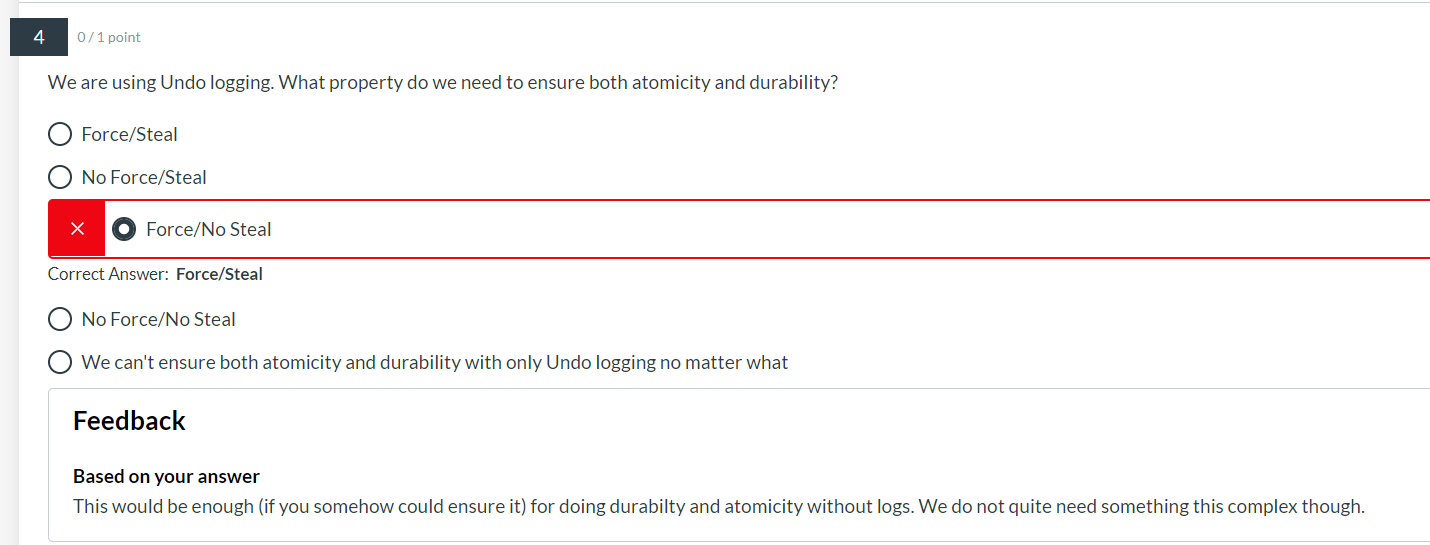 4
0 / 1 point
We are using Undo logging. What property do we need to ensure both atomicity and durability?
Force/Steal
No Force/Steal
Force/No Steal
Correct Answer: Force/Steal
No Force/No Steal
We can't ensure both atomicity and durability with only Undo logging no matter what
Feedback
Based on your answer
This would be enough (if you somehow could ensure it) for doing durabilty and atomicity without logs. We do not quite need something this complex though.